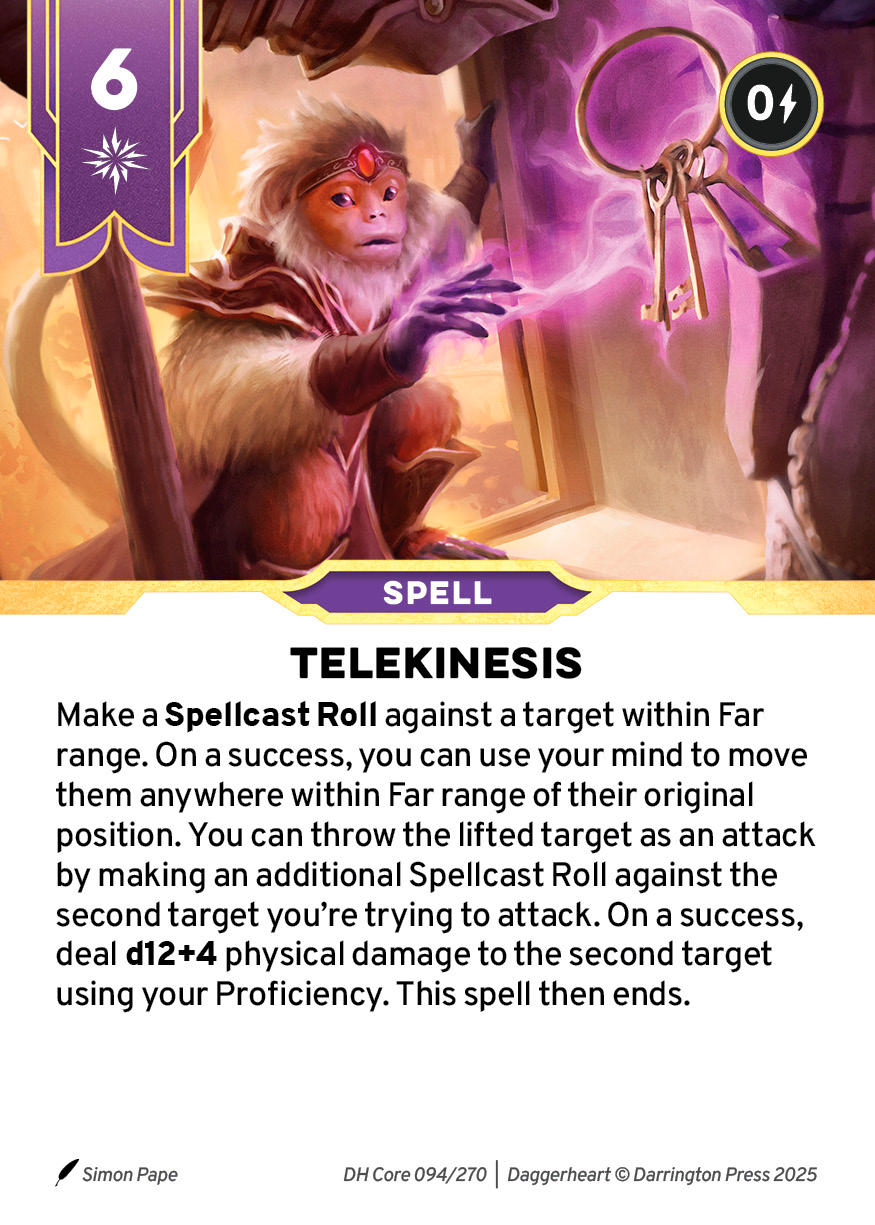 6
0
SPELL
TELEKINESIS
Make a Spellcast Roll against a target within Far
range. On a success, you can use your mind to move
them anywhere within Far range of their original
position. You can throw the lifted target as an attack
by making an additional Spellcast Roll against the
second target you’re trying to attack. On a success,
deal d12+4 physical damage to the second target
using your Proficiency. This spell then ends.
Simon Pape
DH Core 094/270 | Daggerheart © Darrington Press 2025